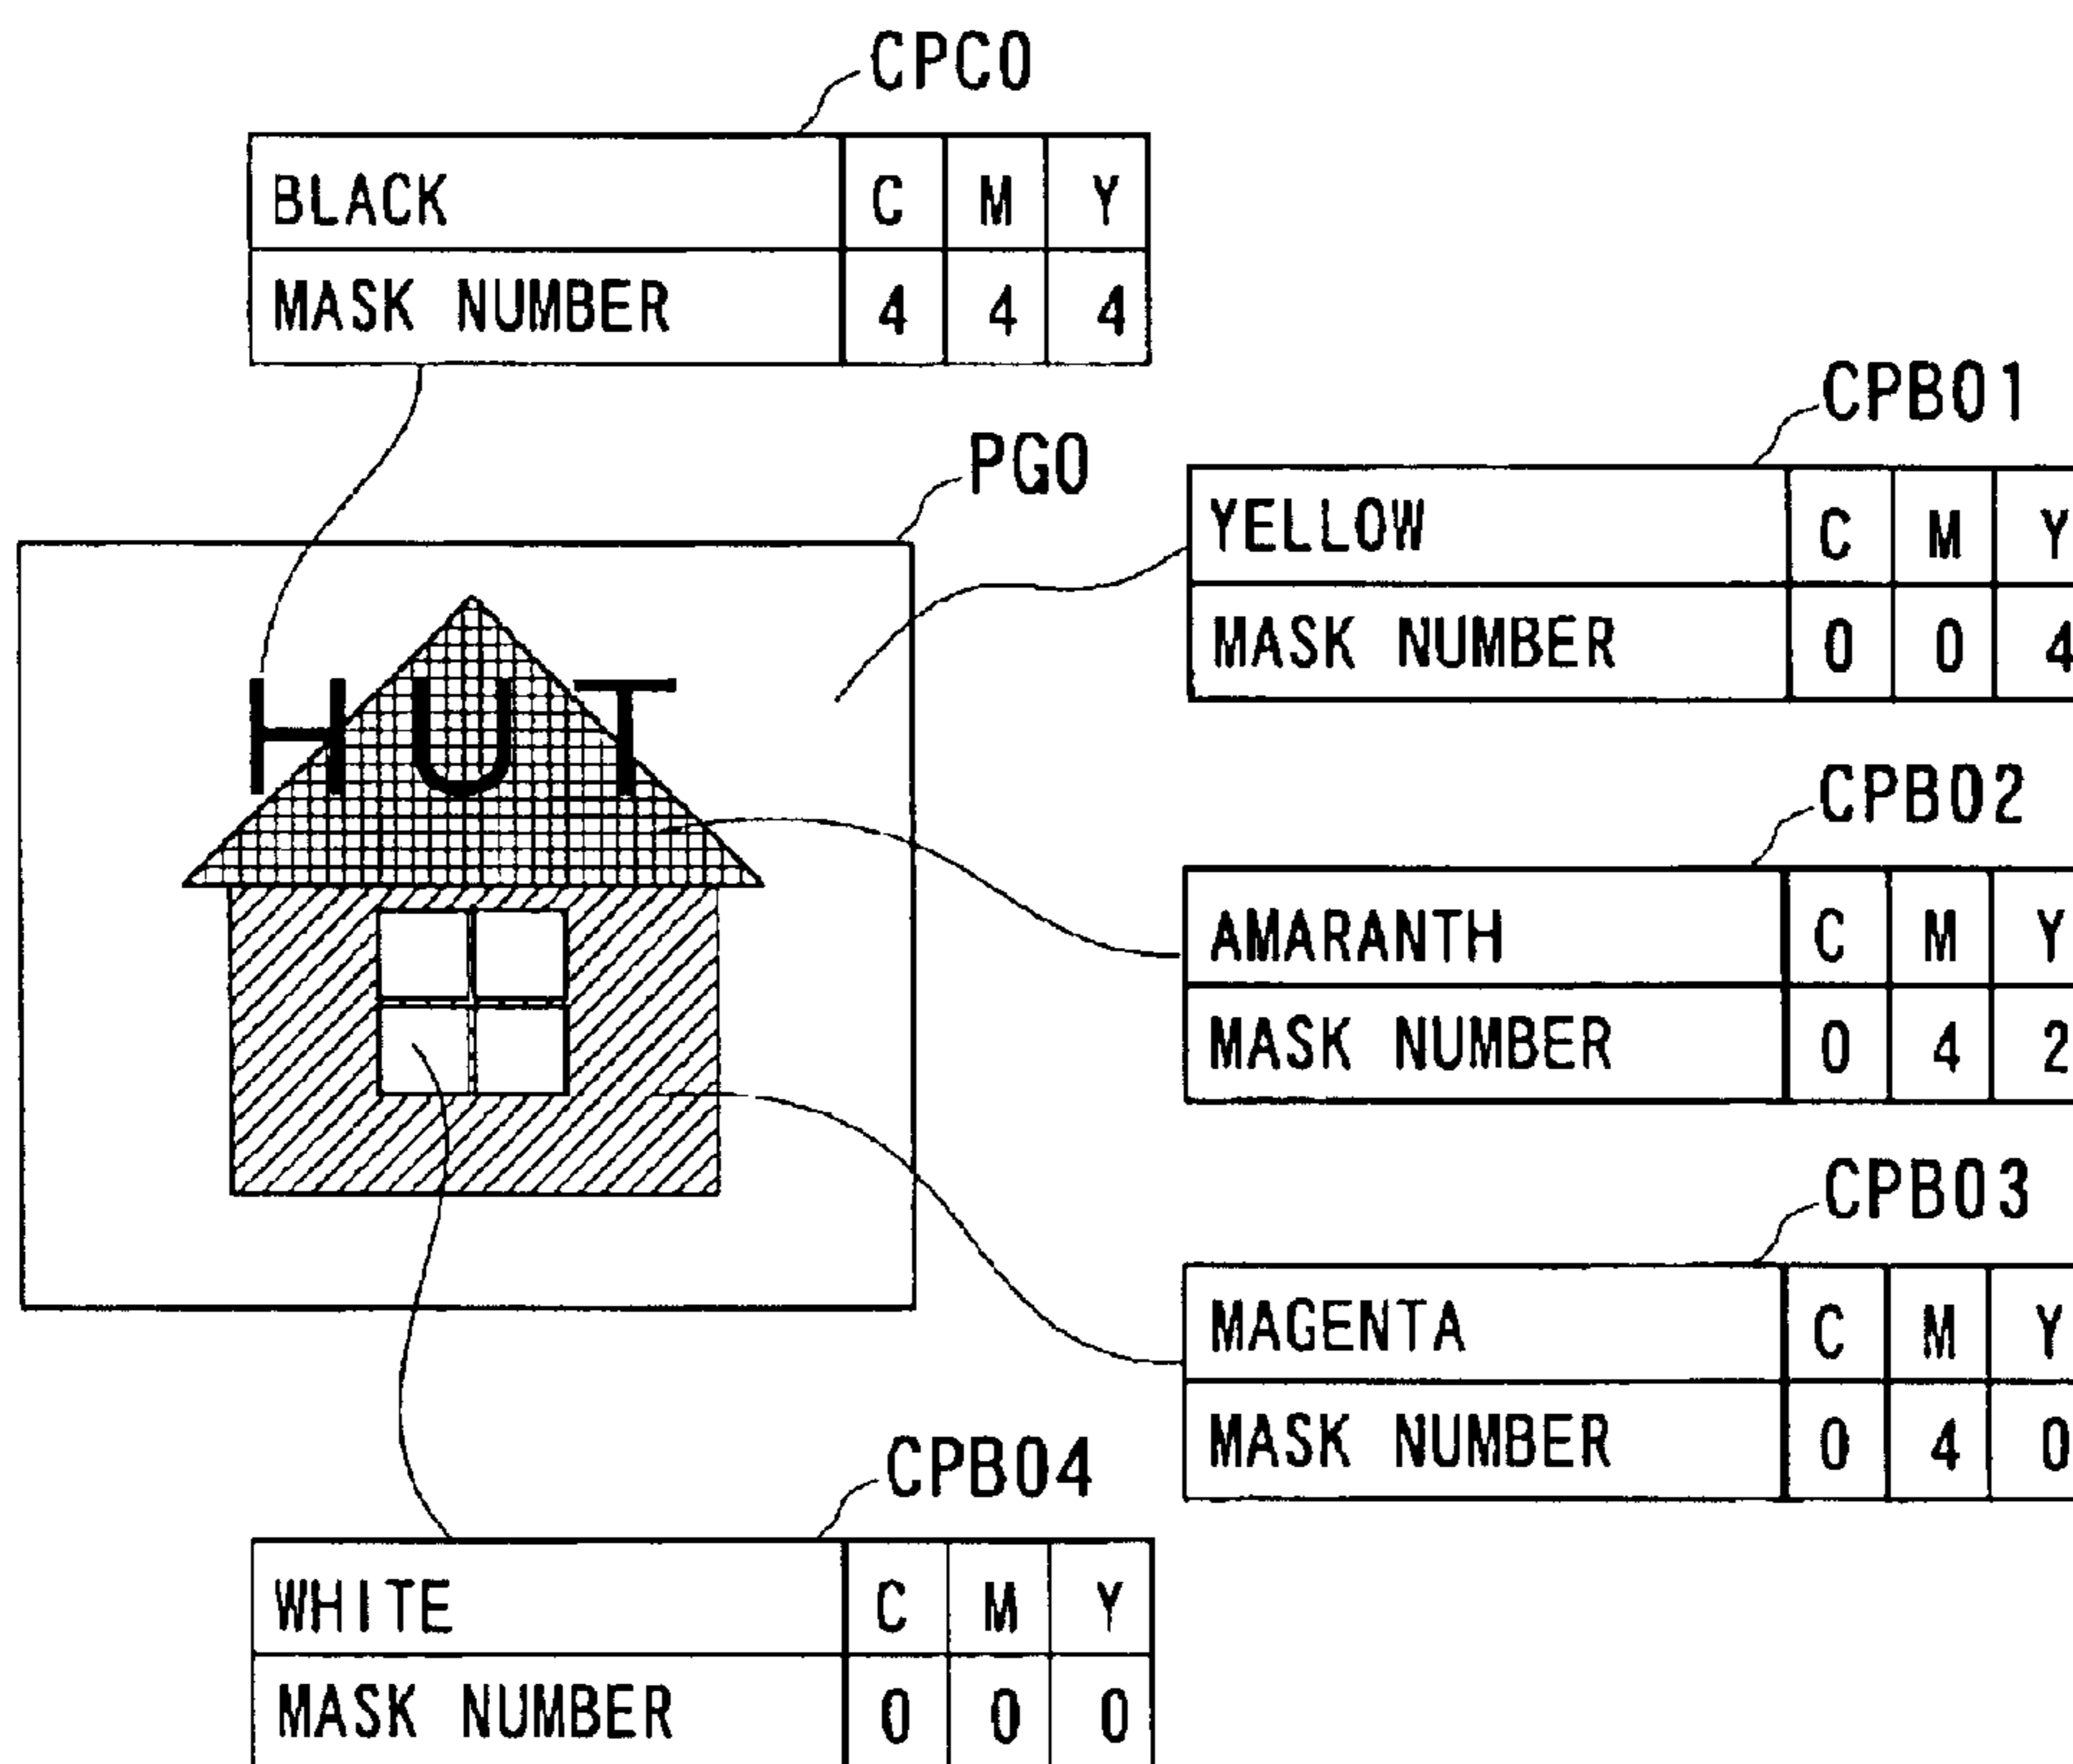 CPC0
BLACK C M Y
MASK NUMBER 4 4 4
CPB01
PG0
YELLOW C M Y
MASK NUMBER 0 0 4
HUT
CPB02
AMARANTH C M Y
MASK NUMBER 0 4 2
CPB03
MAGENTA C M Y
MASK NUMBER 0 4 0
CPB04
WHITE C M Y
MASK NUMBER 0 0 0